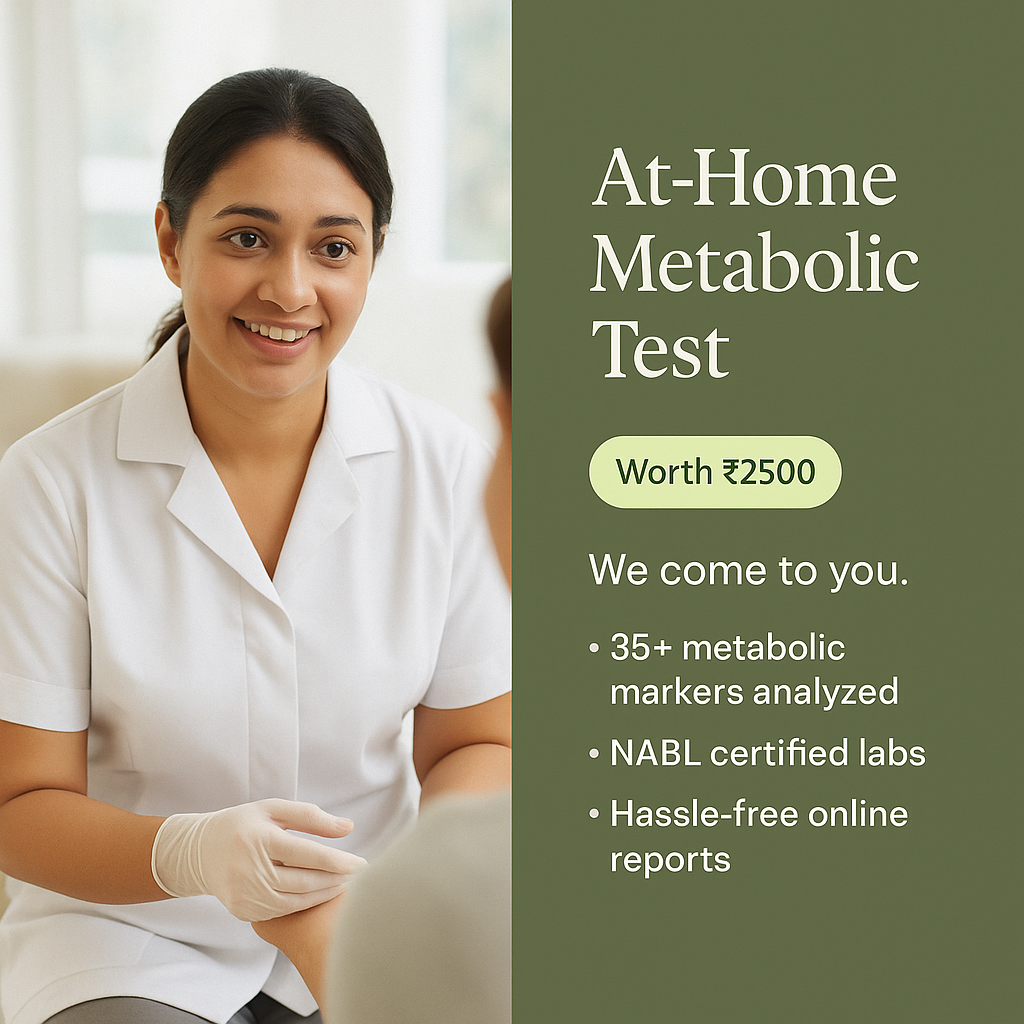 At-Home
Metabolic
Test
Worth ₹2500
We come to you.
• 35+ metabolic
markers analyzed
• NABL certified labs
• Hassle-free online
reports